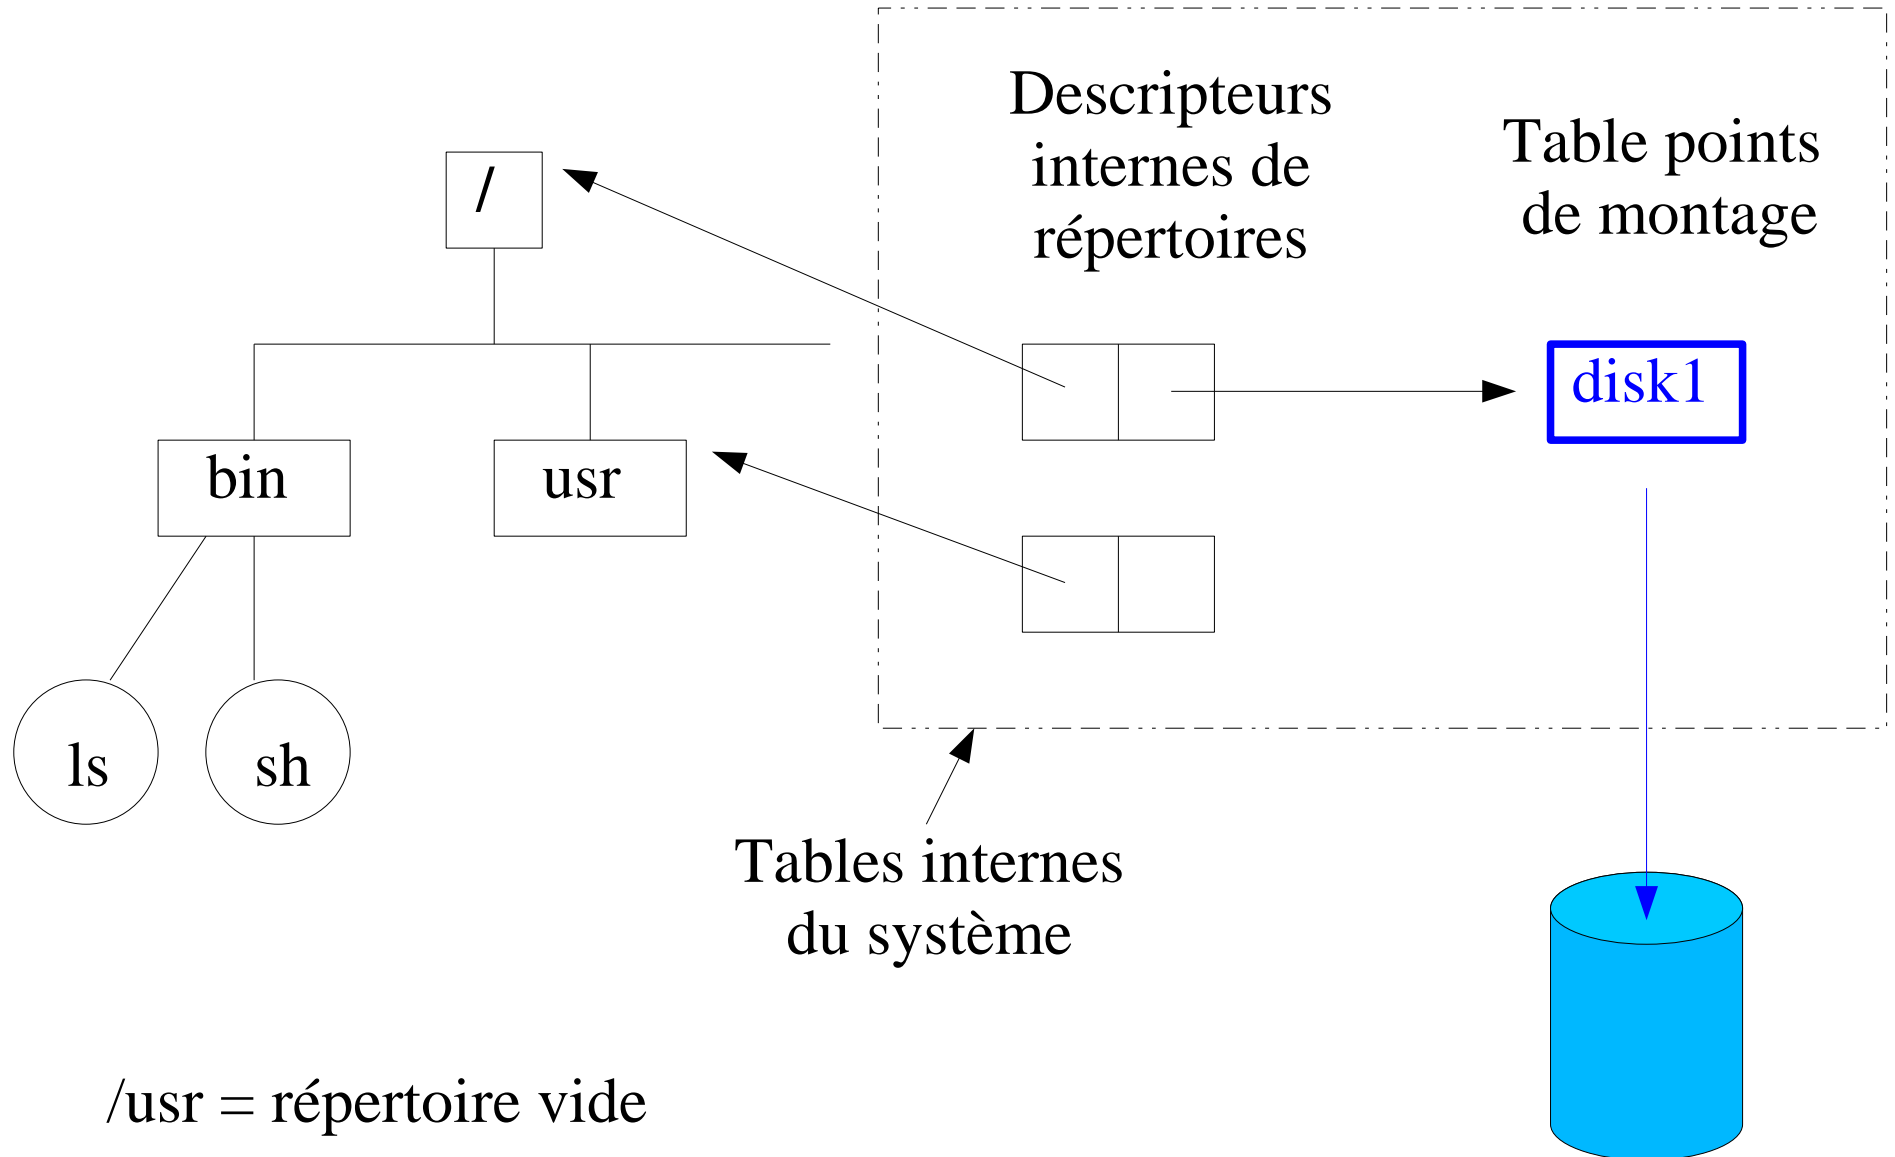 Descripteurs
internes de
répertoires
Table points
de montage
/
disk1
bin
usr
ls
sh
Tables internes
du système
/usr = répertoire vide